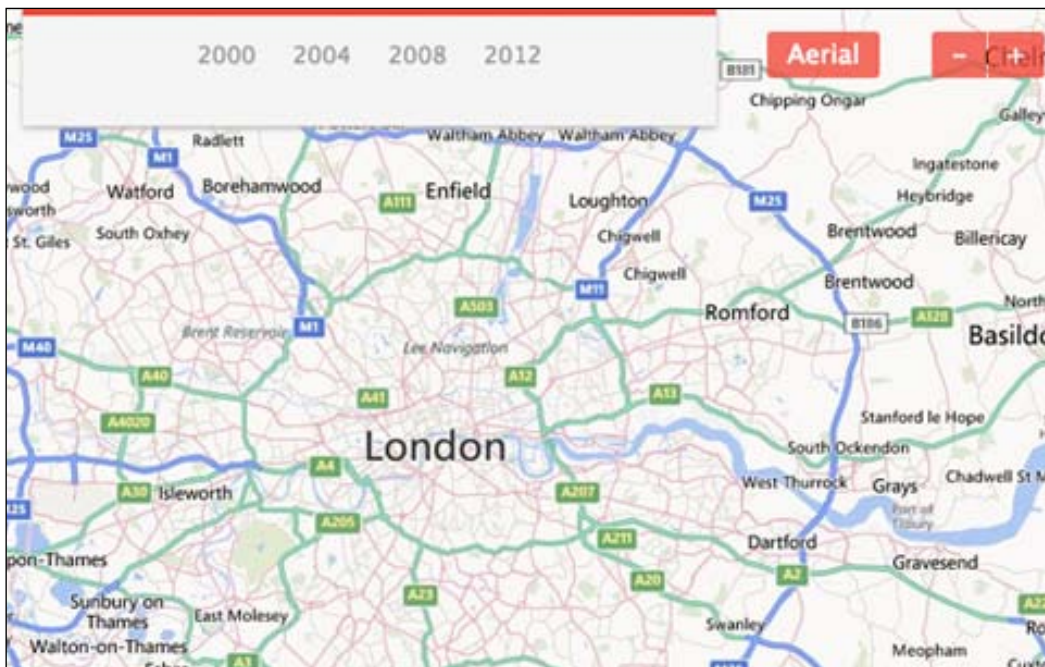 2000 2004 2008 2012
Aerial
- +
B181
Chipping Ongar
M25
Radlett
Waltham Abbey
Waltham Abbey
M1
Ingatestone
Watford
Borehamwood
Enfield
Loughton
M25
Heybridge
A111
South Oxhey
St. Giles
Chigwell
Brentwood
Billericay
Chigwell
Brentwood
M11
A503
Romford
North
M1
Brent Reservoir
B186
A128
Lee Navigation
M40
A40
A12
A41
A13
A4020
London
Stanford le Hope
South Ockendon
A4
West Thurrock
Grays
Chadwell St M
A30
Isleworth
A207
Port of
Tilbury
A205
A211
Dartford
Gravesend
pon-Thames
A20
A2
Sunbury on
Thames
East Molesey
A23
Swanley
Walton-on-Thames
Meopham
A3